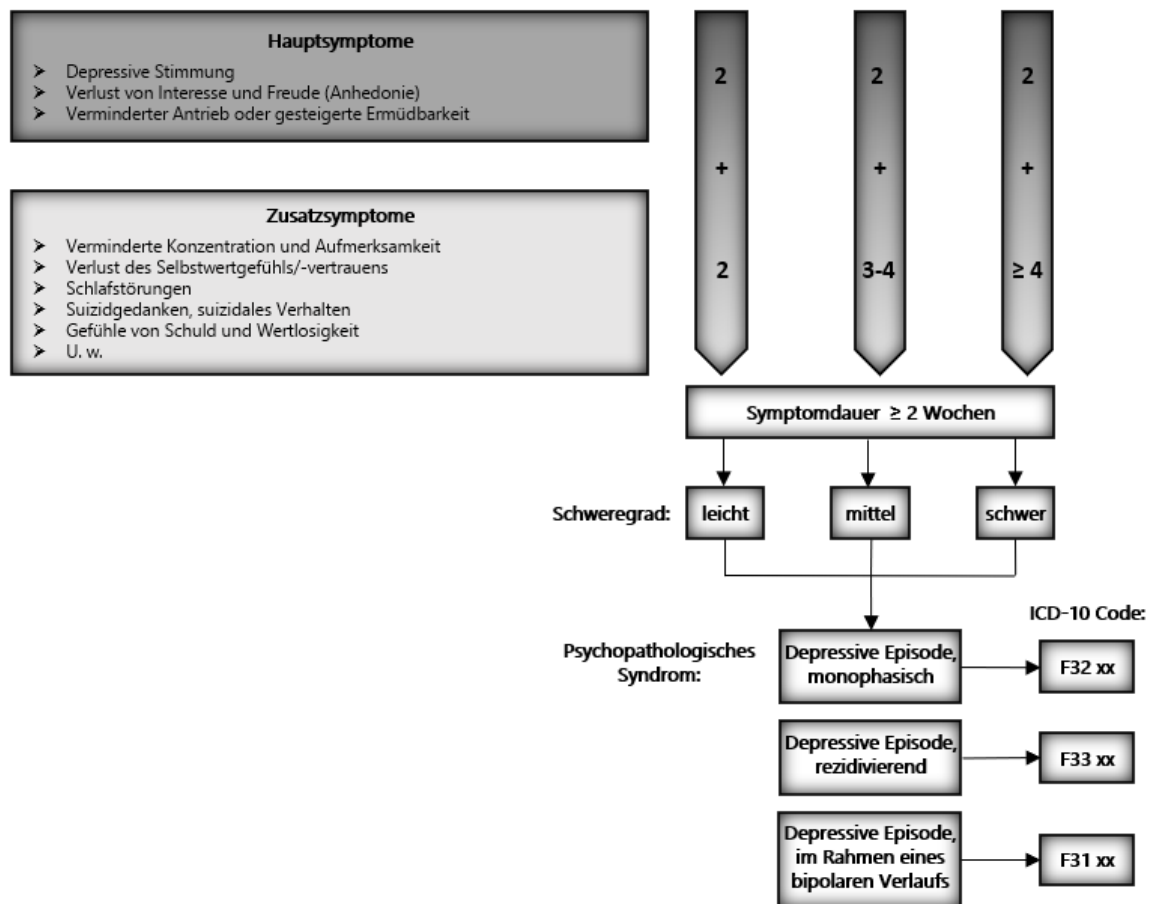 Hauptsymptome
➤ Depressive Stimmung
➤ Verlust von Interesse und Freude (Anhedonie)
➤ Verminderter Antrieb oder gesteigerte Ermüdbarkeit
2 2 2
+ + +
Zusatzsymptome
➤ Verminderte Konzentration und Aufmerksamkeit
➤ Verlust des Selbstwertgefühls/-vertrauens
➤ Schlafstörungen
➤ Suizidgedanken, suizidales Verhalten
➤ Gefühle von Schuld und Wertlosigkeit
➤ U. w.
2 3-4 ≥ 4
Symptomdauer ≥ 2 Wochen
Schweregrad: leicht mittel schwer
ICD-10 Code:
Psychopathologisches
Syndrom:
Depressive Episode,
monophasisch
F32 xx
Depressive Episode,
rezidivierend
F33 xx
Depressive Episode,
im Rahmen eines
bipolaren Verlaufs
F31 xx